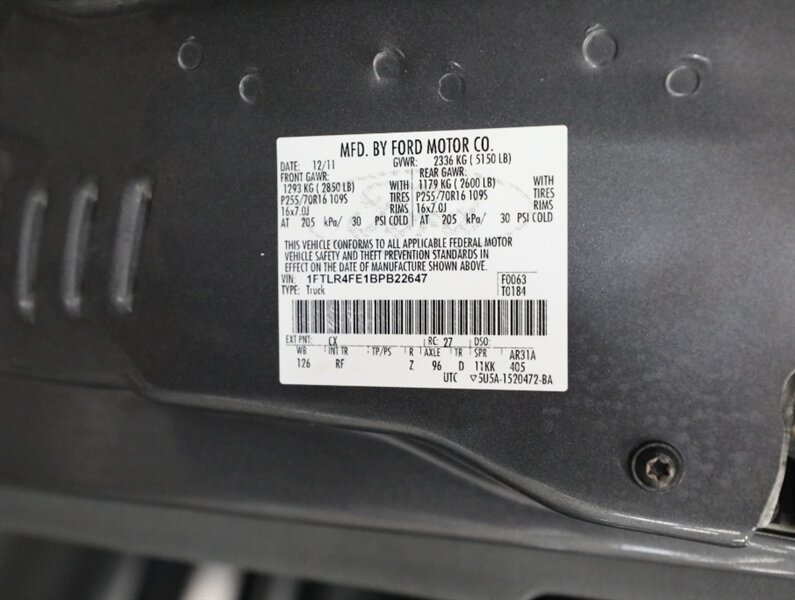 MFD. BY FORD MOTOR CO.
DATE: 12/11 GVWR: 2336 KG ( 5150 LB)
FRONT GAWR: REAR GAWR:
1293 KG ( 2850 LB) WITH 1179 KG ( 2600 LB) WITH
P255/70R16 109S TIRES P255/70R16 109S TIRES
16x7.0J RIMS 16x7.0J RIMS
AT 205 kPa/ 30 PSI COLD AT 205 kPa/ 30 PSI COLD
THIS VEHICLE CONFORMS TO ALL APPLICABLE FEDERAL MOTOR
VEHICLE SAFETY AND THEFT PREVENTION STANDARDS IN
EFFECT ON THE DATE OF MANUFACTURE SHOWN ABOVE.
VIN: 1FTLR4FE1BPB22647 F0063
TYPE: Truck T0184
EXT PNT: CX RC: 27 DSO:
WB INT TR TP/PS R AXLE TR SPR AR31A
126 RF Z 96 D 11KK 405
UTC ▽5U5A-1520472-BA